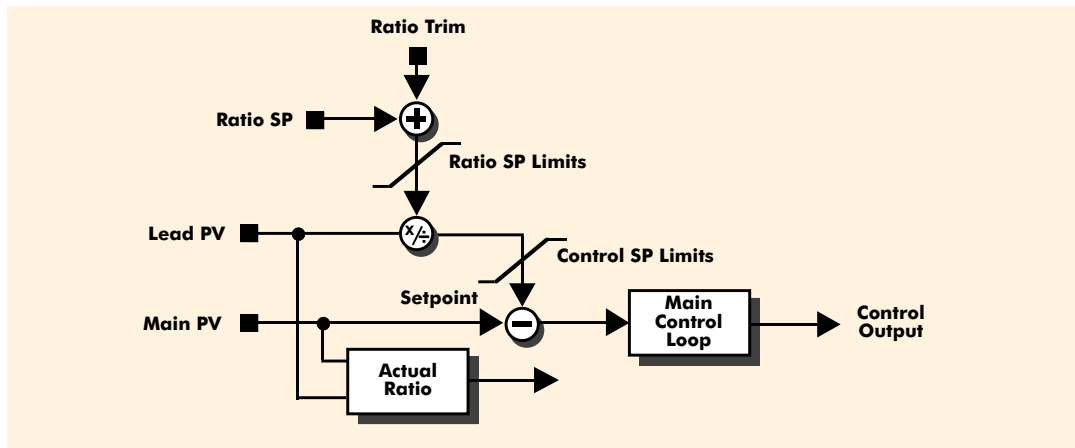 Ratio Trim
Ratio SP
+
Ratio SP Limits
Lead PV
x/÷
Control SP Limits
Setpoint
Main PV
−
Main
Control
Loop
Control
Output
Actual
Ratio